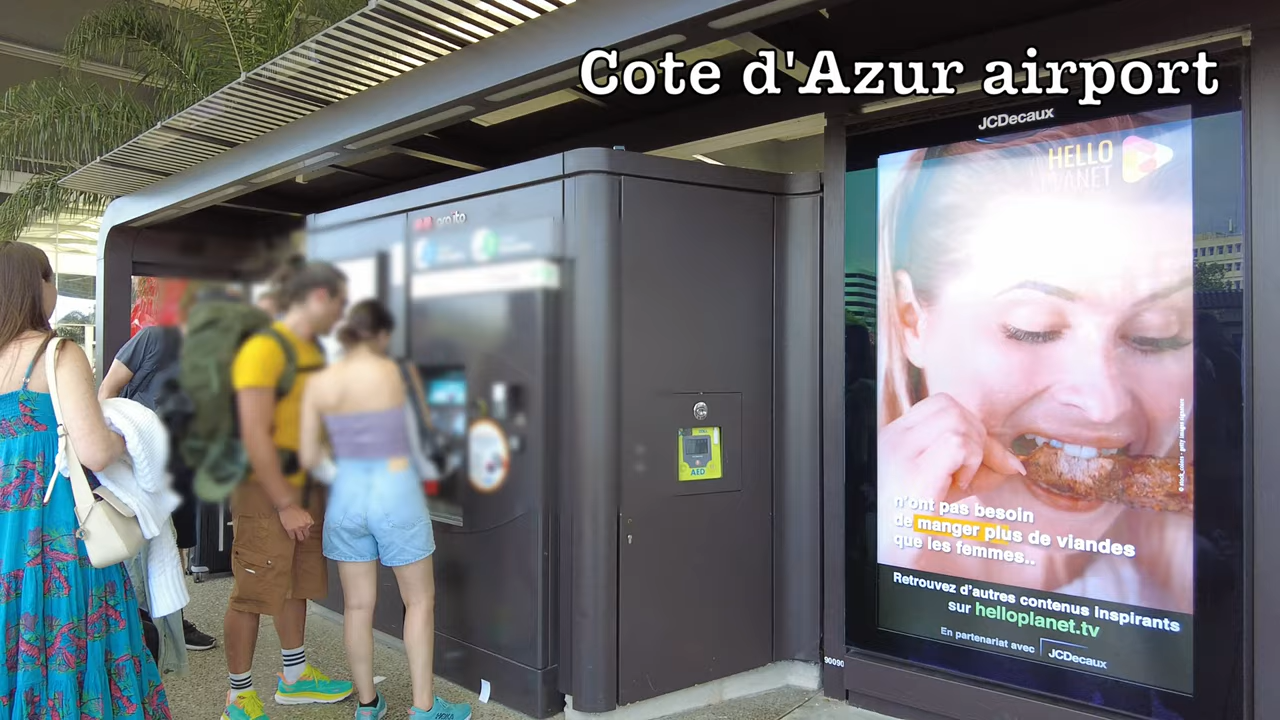 Cote d'Azur airport
JCDecaux
HELLO
PLANET
AED
n'ont pas besoin
de manger plus de viandes
que les femmes..
Retrouvez d'autres contenus inspirants
sur helloplanet.tv
En partenariat avec JCDecaux
90090